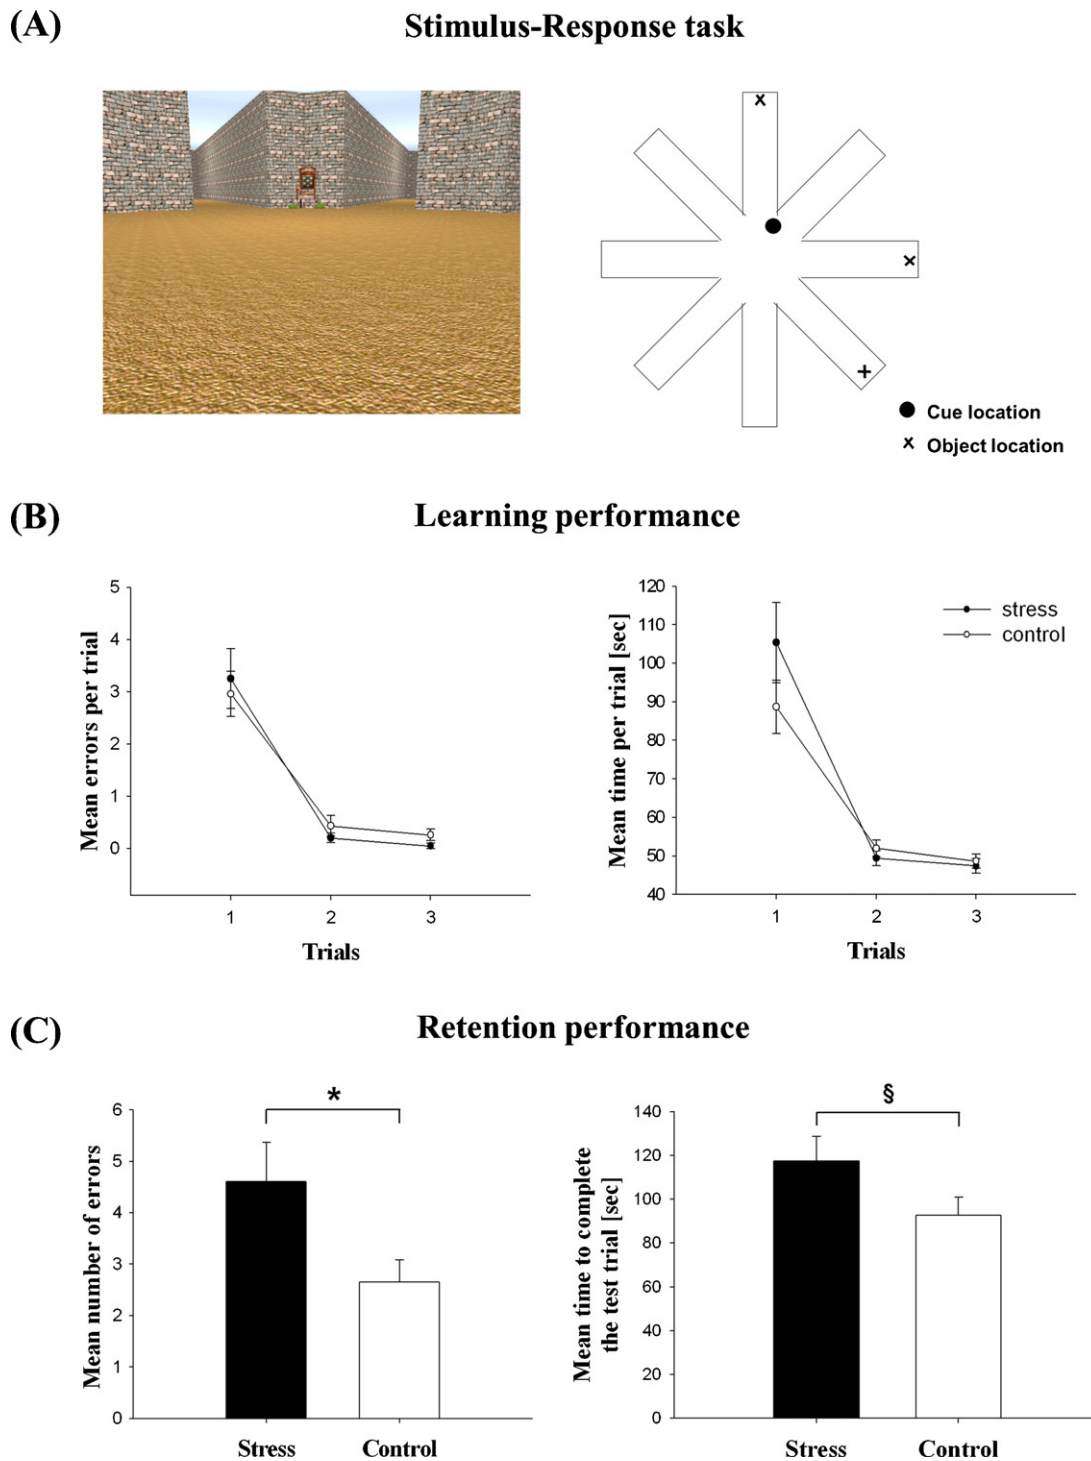 (A)
Stimulus-Response task
x
x
+
● Cue location
x Object location
(B)
Learning performance
Mean errors per trial
5
4
3
2
1
0
1 2 3
Trials
Mean time per trial [sec]
120
110
100
90
80
70
60
50
40
1 2 3
Trials
stress
control
(C)
Retention performance
Mean number of errors
6
5
4
3
2
1
0
*
Stress Control
Mean time to complete
the test trial [sec]
140
120
100
80
60
40
20
0
§
Stress Control